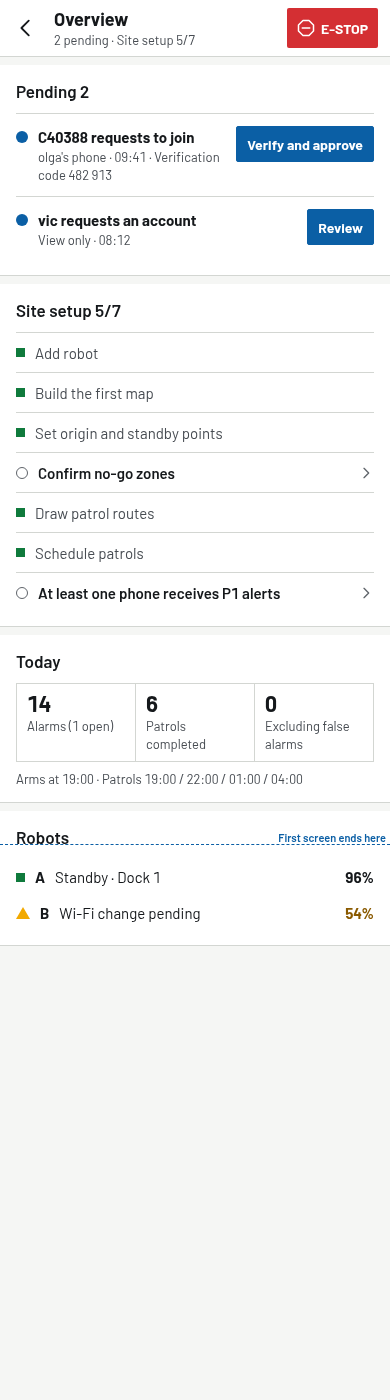 Overview
2 pending · Site setup 5/7
E-STOP
Pending 2
C40388 requests to join
olga's phone · 09:41 · Verification
code 482 913
Verify and approve
vic requests an account
View only · 08:12
Review
Site setup 5/7
Add robot
Build the first map
Set origin and standby points
Confirm no-go zones
Draw patrol routes
Schedule patrols
At least one phone receives P1 alerts
Today
14
Alarms (1 open)
6
Patrols
completed
0
Excluding false
alarms
Arms at 19:00 · Patrols 19:00 / 22:00 / 01:00 / 04:00
Robots
First screen ends here
A Standby · Dock 1 96%
B Wi-Fi change pending 54%